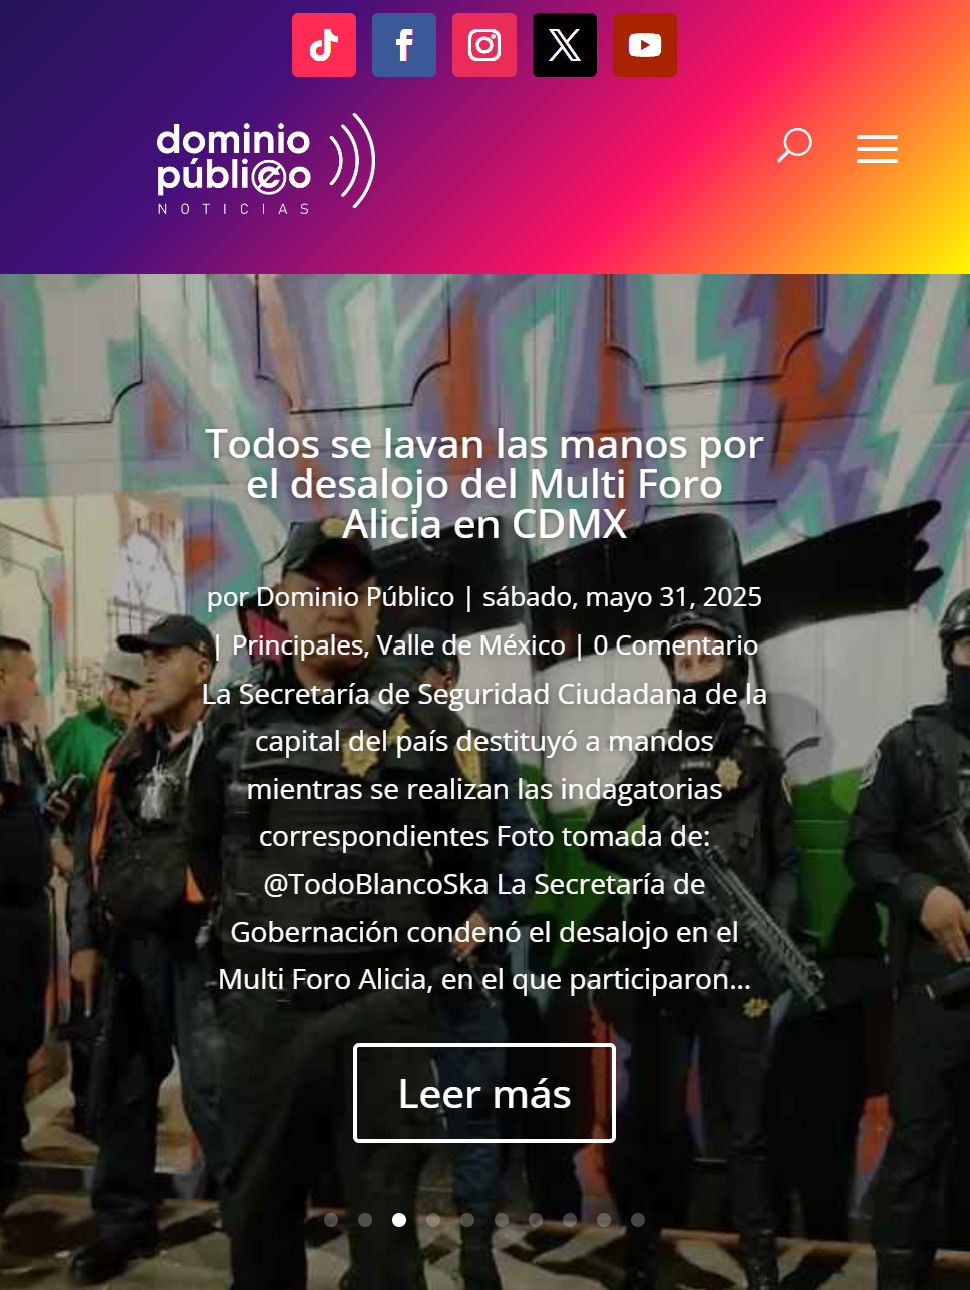 dominio
público
NOTICIAS
Todos se lavan las manos por
el desalojo del Multi Foro
Alicia en CDMX
por Dominio Público | sábado, mayo 31, 2025
| Principales, Valle de México | 0 Comentario
La Secretaría de Seguridad Ciudadana de la
capital del país destituyó a mandos
mientras se realizan las indagatorias
correspondientes Foto tomada de:
@TodoBlancoSka La Secretaría de
Gobernación condenó el desalojo en el
Multi Foro Alicia, en el que participaron...
Leer más